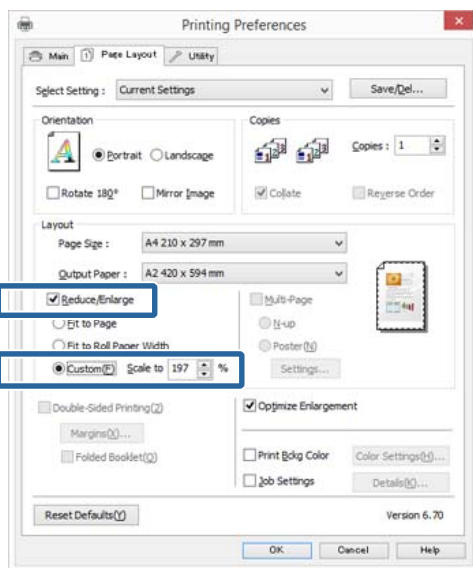 Printing Preferences
Main Page Layout Utility
Select Setting : Current Settings Save/Del...
Orientation
Portrait Landscape
Rotate 180° Mirror Image
Copies
Copies : 1
Collate Reverse Order
Layout
Page Size : A4 210 x 297 mm
Output Paper : A2 420 x 594 mm
Reduce/Enlarge
Fit to Page
Fit to Roll Paper Width
Custom(F) Scale to 197 %
Multi-Page
N-up
Poster(N)
Settings...
Double-Sided Printing(2)
Margins(X)...
Folded Booklet(Q)
Optimize Enlargement
Print Bckg Color Color Settings(H)...
Job Settings Details(K)...
Reset Defaults(Y) Version 6.70
OK Cancel Help